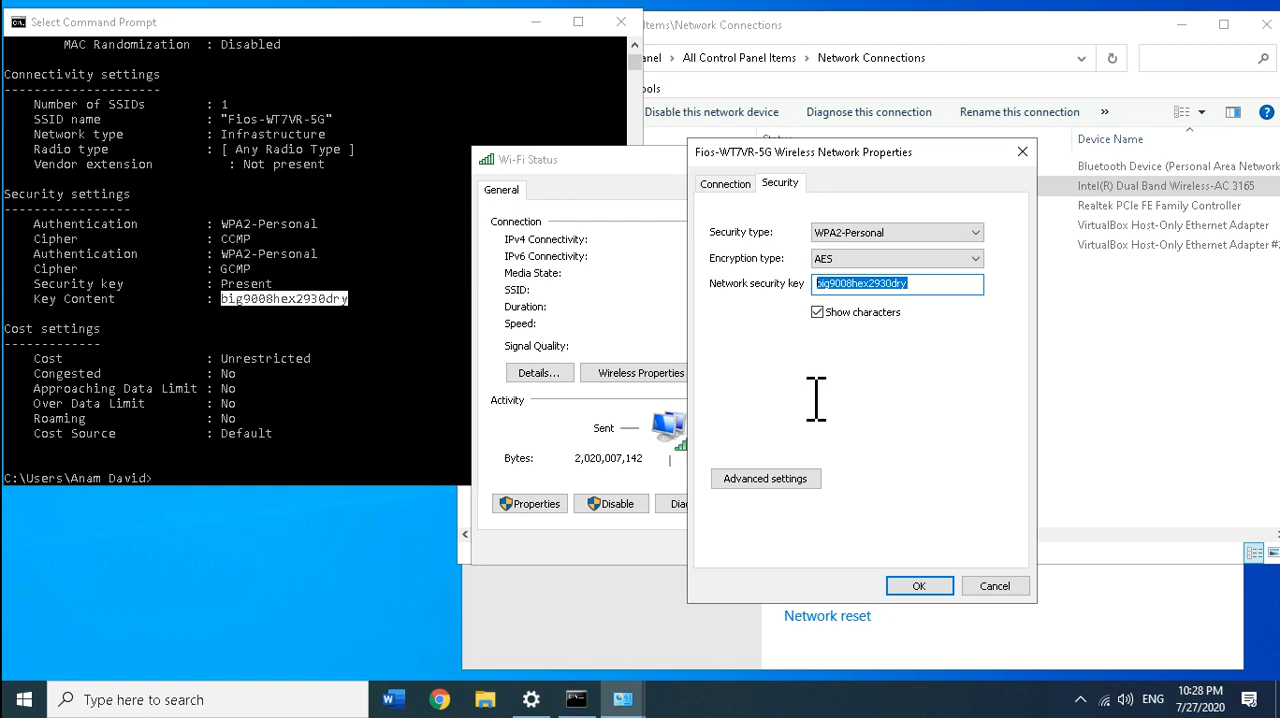 Select Command Prompt
MAC Randomization : Disabled
Connectivity settings
---------------------
Number of SSIDs : 1
SSID name : "Fios-WT7VR-5G"
Network type : Infrastructure
Radio type : [ Any Radio Type ]
Vendor extension : Not present
Security settings
-----------------
Authentication : WPA2-Personal
Cipher : CCMP
Authentication : WPA2-Personal
Cipher : GCMP
Security key : Present
Key Content : big9008hex2930dry
Cost settings
-------------
Cost : Unrestricted
Congested : No
Approaching Data Limit : No
Over Data Limit : No
Roaming : No
Cost Source : Default
C:\Users\Anam David>
Items\Network Connections
All Control Panel Items > Network Connections
Disable this network device Diagnose this connection Rename this connection »
Device Name
Bluetooth Device (Personal Area Network
Intel(R) Dual Band Wireless-AC 3165
Realtek PCIe FE Family Controller
VirtualBox Host-Only Ethernet Adapter
VirtualBox Host-Only Ethernet Adapter #
Wi-Fi Status
General
Connection
IPv4 Connectivity:
IPv6 Connectivity:
Media State:
SSID:
Duration:
Speed:
Signal Quality:
Details... Wireless Properties
Activity
Sent
Bytes: 2,020,007,142
Properties Disable Diag
Fios-WT7VR-5G Wireless Network Properties
Connection Security
Security type: WPA2-Personal
Encryption type: AES
Network security key big9008hex2930dry
Show characters
Advanced settings
OK Cancel
Network reset
Type here to search
ENG
10:28 PM
7/27/2020